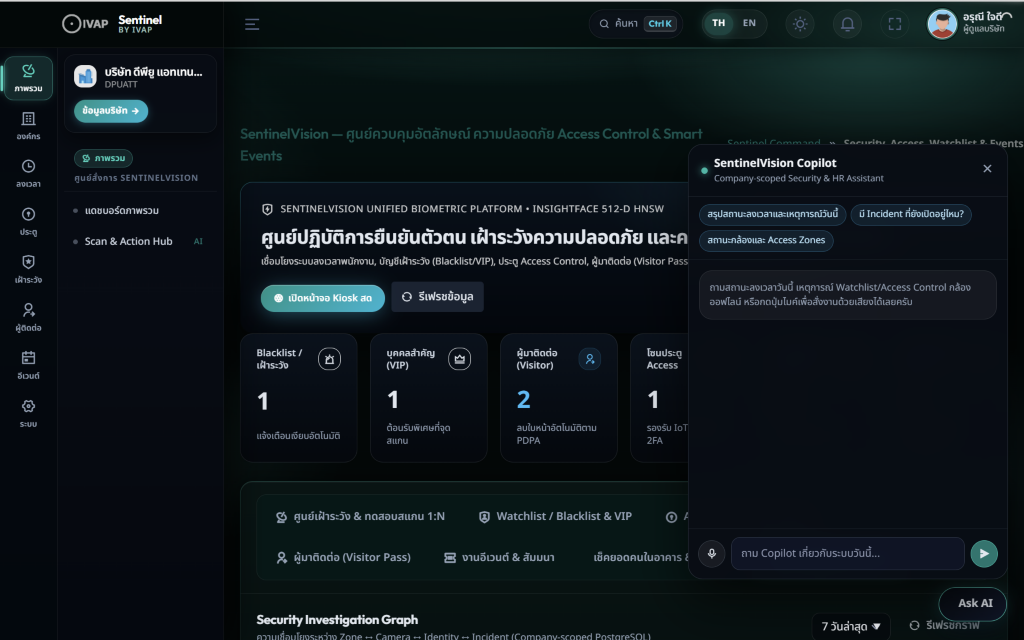 IVAP
Sentinel
BY IVAP
ค้นหา
Ctrl K
TH
EN
อรุณี ใจดี
ผู้ดูแลบริษัท
ภาพรวม
องค์กร
ลงเวลา
ประตู
เฝ้าระวัง
ผู้ติดต่อ
อีเวนต์
ระบบ
บริษัท ดีพียู แอทเทน...
DPUATT
ข้อมูลบริษัท →
ภาพรวม
ศูนย์สั่งการ SENTINELVISION
แดชบอร์ดภาพรวม
Scan & Action Hub
AI
SentinelVision — ศูนย์ควบคุมอัตลักษณ์ ความปลอดภัย Access Control & Smart
Events
Sentinel Command » Security, Access, Watchlist & Events
SENTINELVISION UNIFIED BIOMETRIC PLATFORM • INSIGHTFACE 512-D HNSW
ศูนย์ปฏิบัติการยืนยันตัวตน เฝ้าระวังความปลอดภัย และค
เชื่อมโยงระบบลงเวลาพนักงาน, บัญชีเฝ้าระวัง (Blacklist/VIP), ประตู Access Control, ผู้มาติดต่อ (Visitor Pass
เปิดหน้าจอ Kiosk สด
รีเฟรชข้อมูล
Blacklist /
เฝ้าระวัง
1
แจ้งเตือนเงียบอัตโนมัติ
บุคคลสำคัญ
(VIP)
1
ต้อนรับพิเศษที่จุด
สแกน
ผู้มาติดต่อ
(Visitor)
2
ลบใบหน้าอัตโนมัติตาม
PDPA
โซนประตู
Access
1
รองรับ IoT
2FA
ศูนย์เฝ้าระวัง & ทดสอบสแกน 1:N
Watchlist / Blacklist & VIP
ผู้มาติดต่อ (Visitor Pass)
งานอีเวนต์ & สัมมนา
เช็คยอดคนในอาคาร
Security Investigation Graph
ความเชื่อมโยงระหว่าง Zone ↔ Camera ↔ Identity ↔ Incident (Company-scoped PostgreSQL)
7 วันล่าสุด
รีเฟรชกราฟ
SentinelVision Copilot
Company-scoped Security & HR Assistant
สรุปสถานะลงเวลาและเหตุการณ์วันนี้
มี Incident ที่ยังเปิดอยู่ไหม?
สถานะกล้องและ Access Zones
ถามสถานะลงเวลาวันนี้ เหตุการณ์ Watchlist/Access Control กล้อง
ออฟไลน์ หรือกดปุ่มไมค์เพื่อสั่งงานด้วยเสียงได้เลยครับ
ถาม Copilot เกี่ยวกับระบบวันนี้...
Ask AI